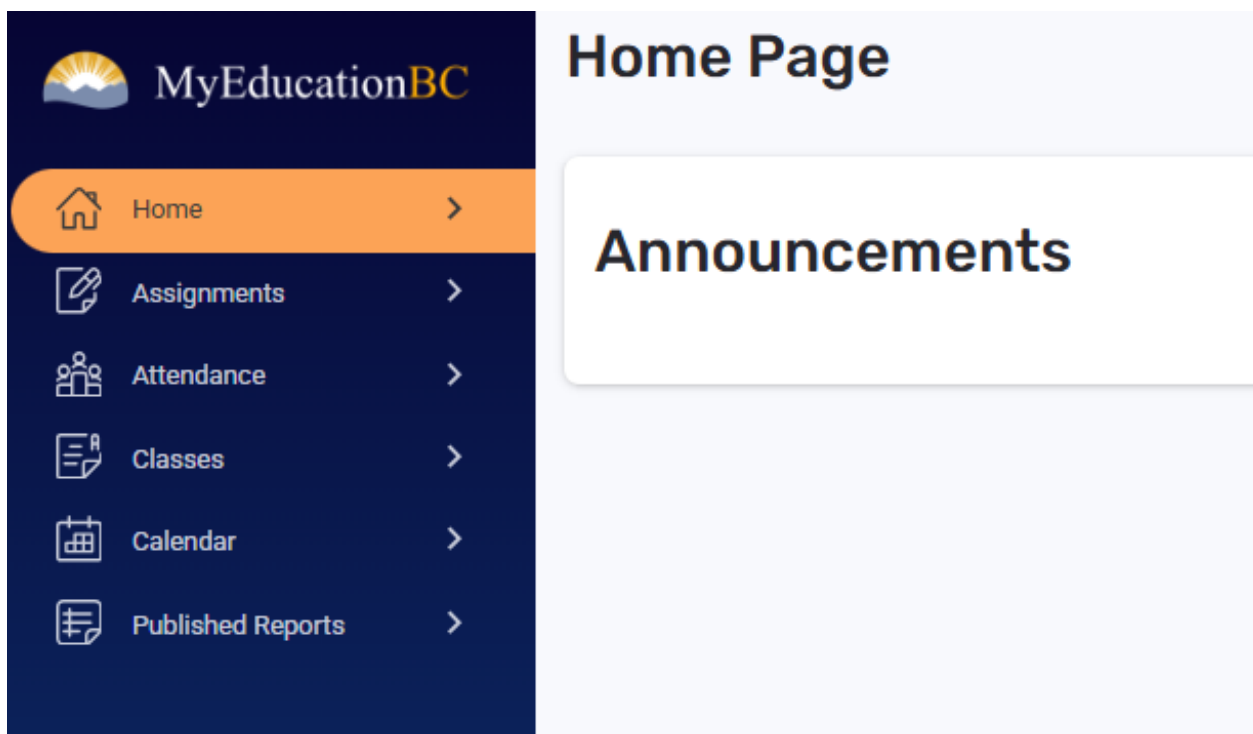 MyEducationBC
Home
Assignments
Attendance
Classes
Calendar
Published Reports
Home Page
Announcements